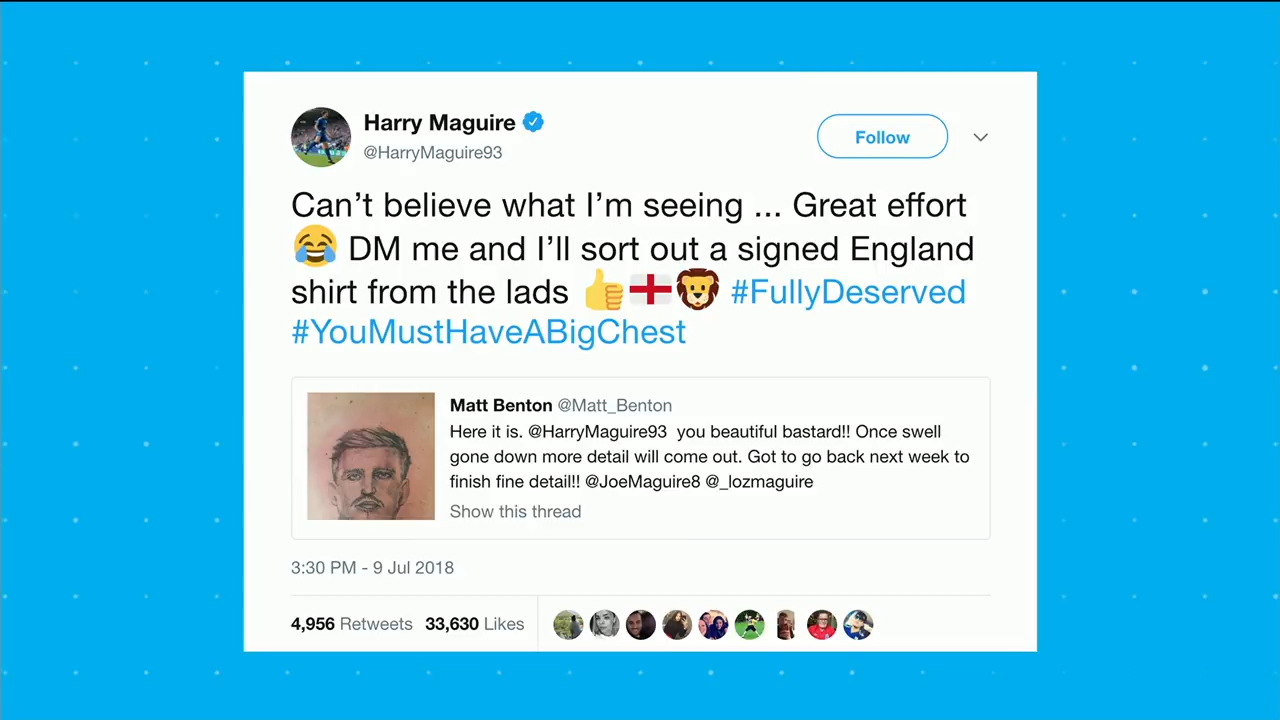 Harry Maguire
@HarryMaguire93
Follow
Can’t believe what I’m seeing ... Great effort
😂 DM me and I’ll sort out a signed England
shirt from the lads 👍🏴󠁧󠁢󠁥󠁮󠁧󠁿🦁 #FullyDeserved
#YouMustHaveABigChest
Matt Benton @Matt_Benton
Here it is. @HarryMaguire93 you beautiful bastard!! Once swell
gone down more detail will come out. Got to go back next week to
finish fine detail!! @JoeMaguire8 @_lozmaguire
Show this thread
3:30 PM - 9 Jul 2018
4,956 Retweets 33,630 Likes